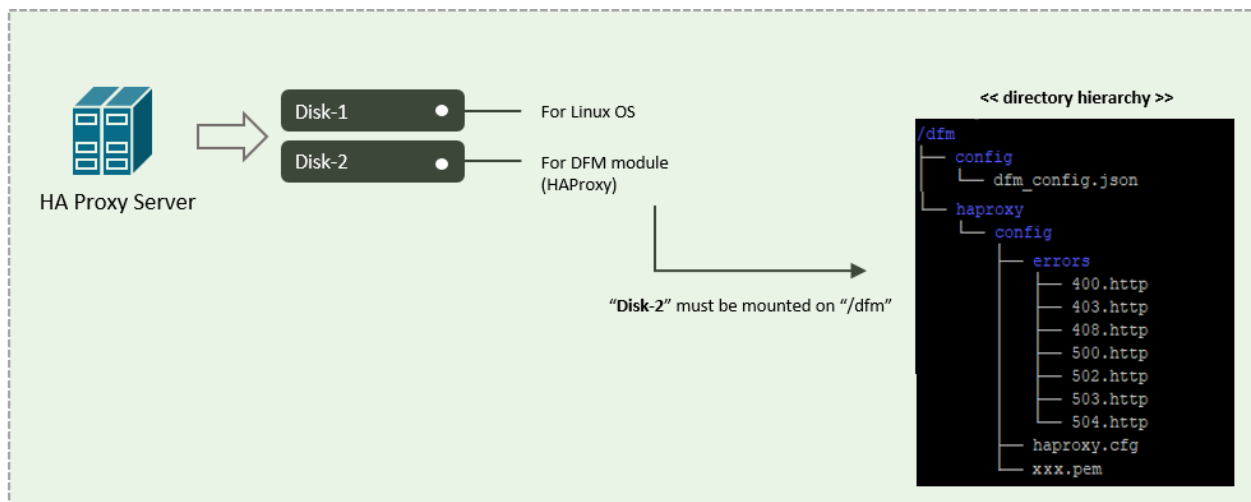 HA Proxy Server
Disk-1
For Linux OS
Disk-2
For DFM module
(HAProxy)
“Disk-2” must be mounted on “/dfm”
<< directory hierarchy >>
/dfm
├── config
│   └── dfm_config.json
└── haproxy
    └── config
        ├── errors
        │   ├── 400.http
        │   ├── 403.http
        │   ├── 408.http
        │   ├── 500.http
        │   ├── 502.http
        │   ├── 503.http
        │   └── 504.http
        ├── haproxy.cfg
        └── xxx.pem